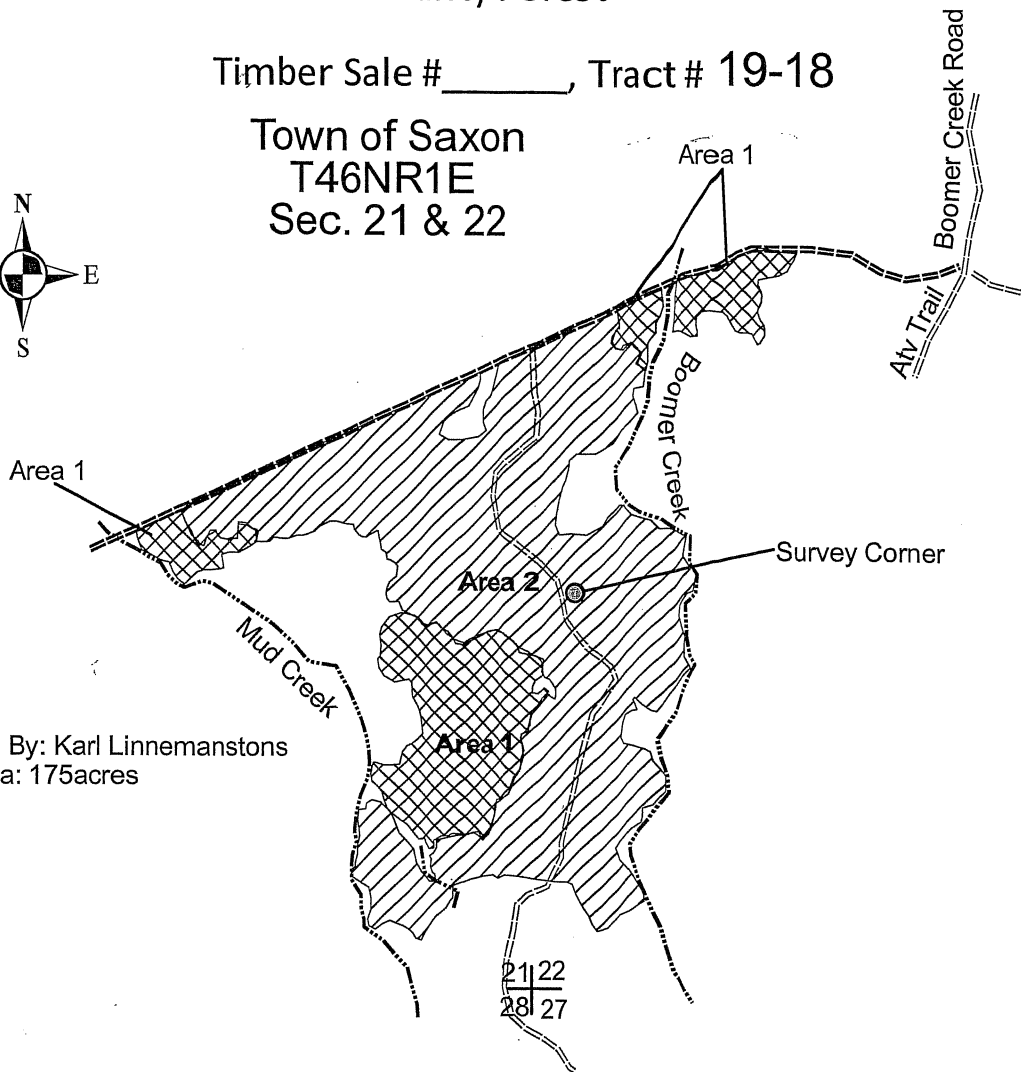 Forest
Timber Sale #______, Tract # 19-18
Town of Saxon
T46NR1E
Sec. 21 & 22
N
E
S
Area 1
Boomer Creek Road
Atv Trail
Boomer Creek
Area 1
Survey Corner
Area 2
Mud Creek
Area 1
By: Karl Linnemanstons
a: 175acres
21 22
28 27